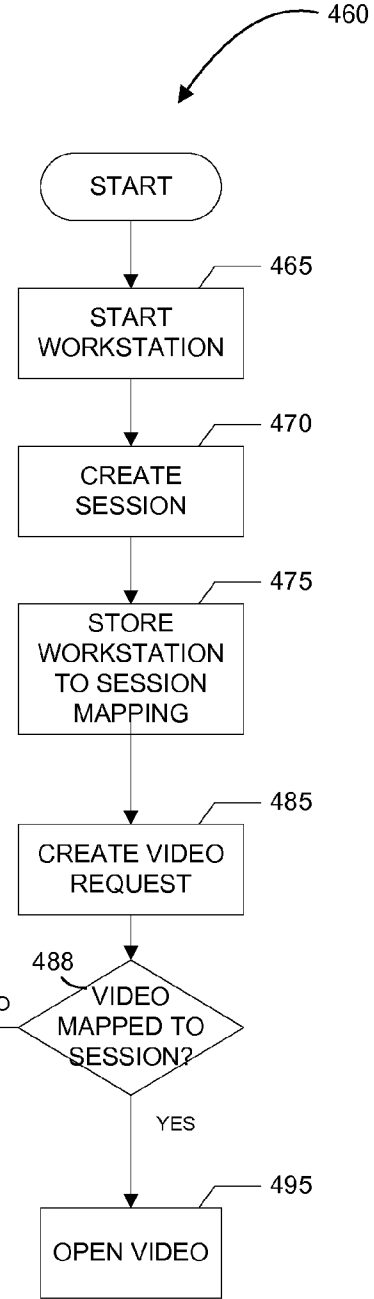 460
START
465
START
WORKSTATION
470
CREATE
SESSION
475
STORE
WORKSTATION
TO SESSION
MAPPING
485
CREATE VIDEO
REQUEST
488
VIDEO
MAPPED TO
SESSION?
YES
495
OPEN VIDEO